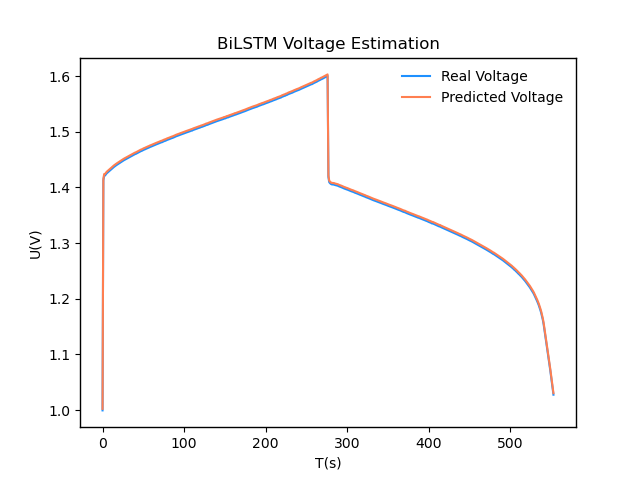 BiLSTM Voltage Estimation
Real Voltage
Predicted Voltage
U(V)
1.6
1.5
1.4
1.3
1.2
1.1
1.0
0 100 200 300 400 500
T(s)